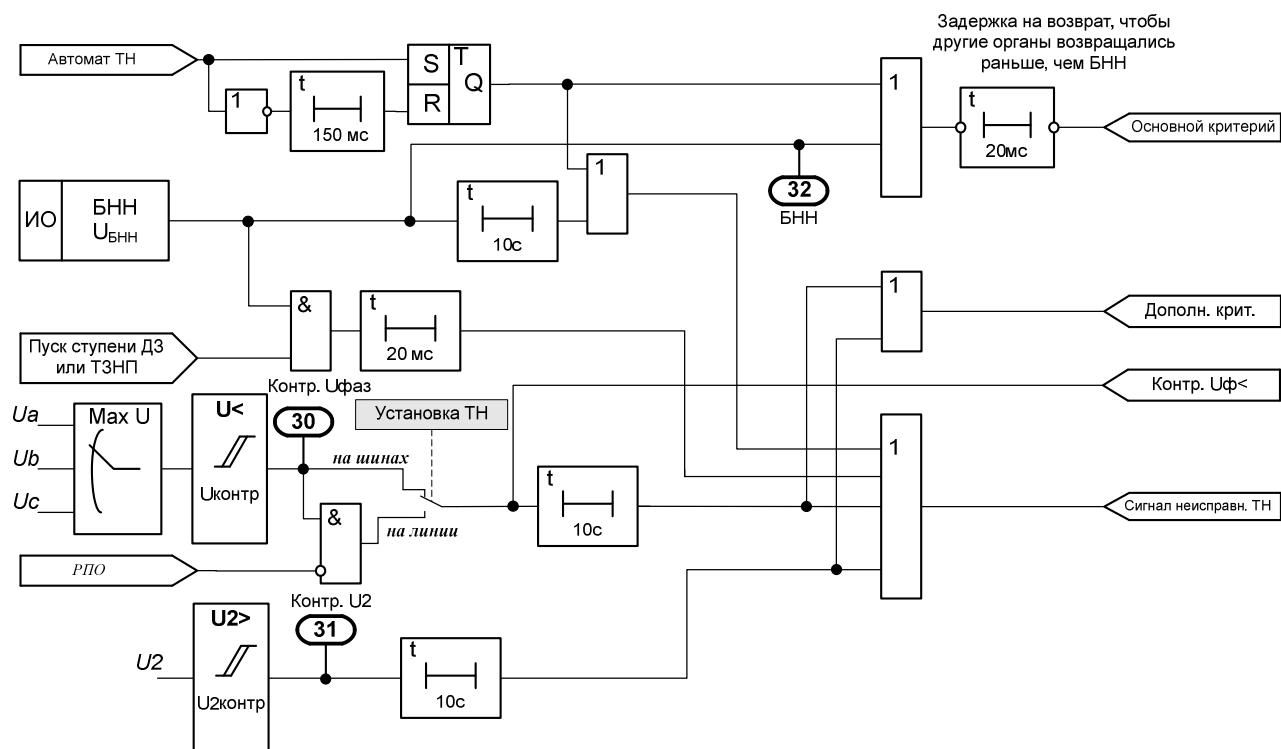 Задержка на возврат, чтобы
другие органы возвращались
раньше, чем БНН
Автомат ТН
1
t
150 мс
S
T
R
Q
1
t
20мс
Основной критерий
ИО
БНН
UБНН
t
10с
1
32
БНН
&
t
20 мс
Пуск ступени ДЗ
или ТЗНП
1
Дополн. крит.
Контр. Uф<
Контр. Uфаз
30
Установка ТН
Ua
Ub
Uc
Max U
U<
Uконтр
на шинах
&
на линии
t
10с
1
Сигнал неисправн. ТН
РПО
Контр. U2
31
U2
U2>
U2контр
t
10с